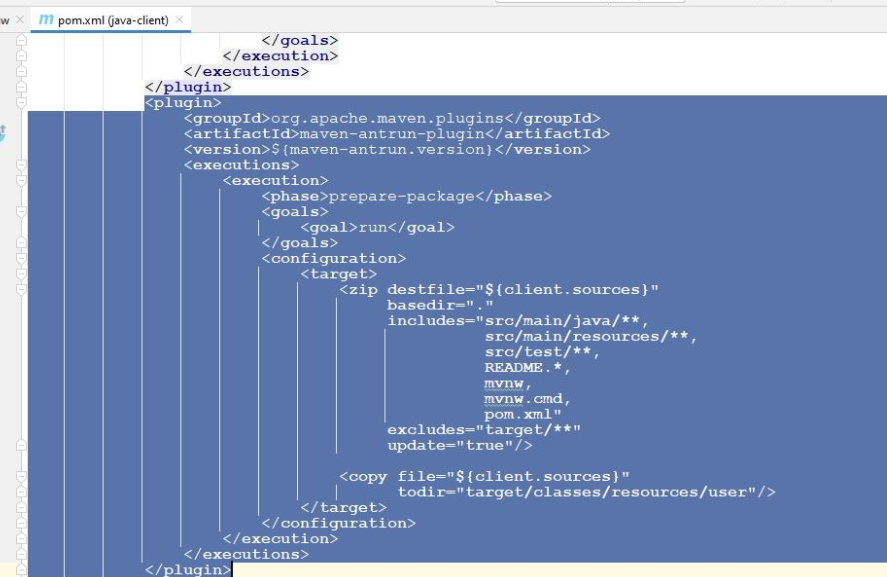 w
pom.xml (java-client)
</goals>
</execution>
</executions>
</plugin>
<plugin>
<groupId>org.apache.maven.plugins</groupId>
<artifactId>maven-antrun-plugin</artifactId>
<version>${maven-antrun.version}</version>
<executions>
<execution>
<phase>prepare-package</phase>
<goals>
<goal>run</goal>
</goals>
<configuration>
<target>
<zip destfile="${client.sources}"
basedir="."
includes="src/main/java/**,
src/main/resources/**,
src/test/**,
README.*,
mvnw,
mvnw.cmd,
pom.xml"
excludes="target/**"
update="true"/>
<copy file="${client.sources}"
todir="target/classes/resources/user"/>
</target>
</configuration>
</execution>
</executions>
</plugin>